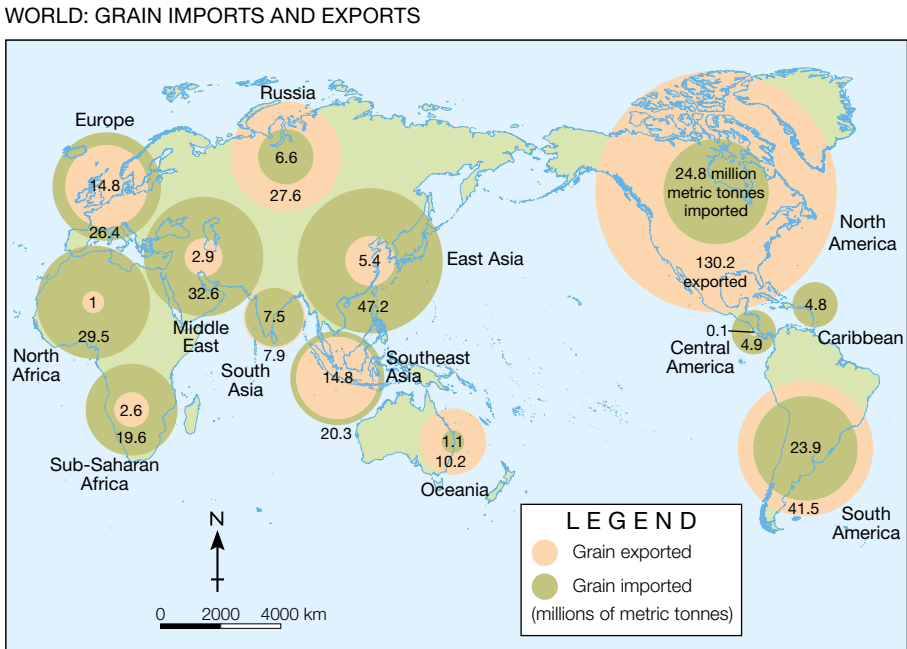 WORLD: GRAIN IMPORTS AND EXPORTS
Russia
6.6
27.6
Europe
14.8
26.4
2.9
32.6
Middle
East
5.4
47.2
East Asia
24.8 million
metric tonnes
imported
130.2
exported
North
America
1
29.5
North
Africa
7.5
7.9
South
Asia
14.8
20.3
Southeast
Asia
4.8
Caribbean
0.1
4.9
Central
America
2.6
19.6
Sub-Saharan
Africa
1.1
10.2
Oceania
23.9
41.5
South
America
N
0 2000 4000 km
LEGEND
Grain exported
Grain imported
(millions of metric tonnes)